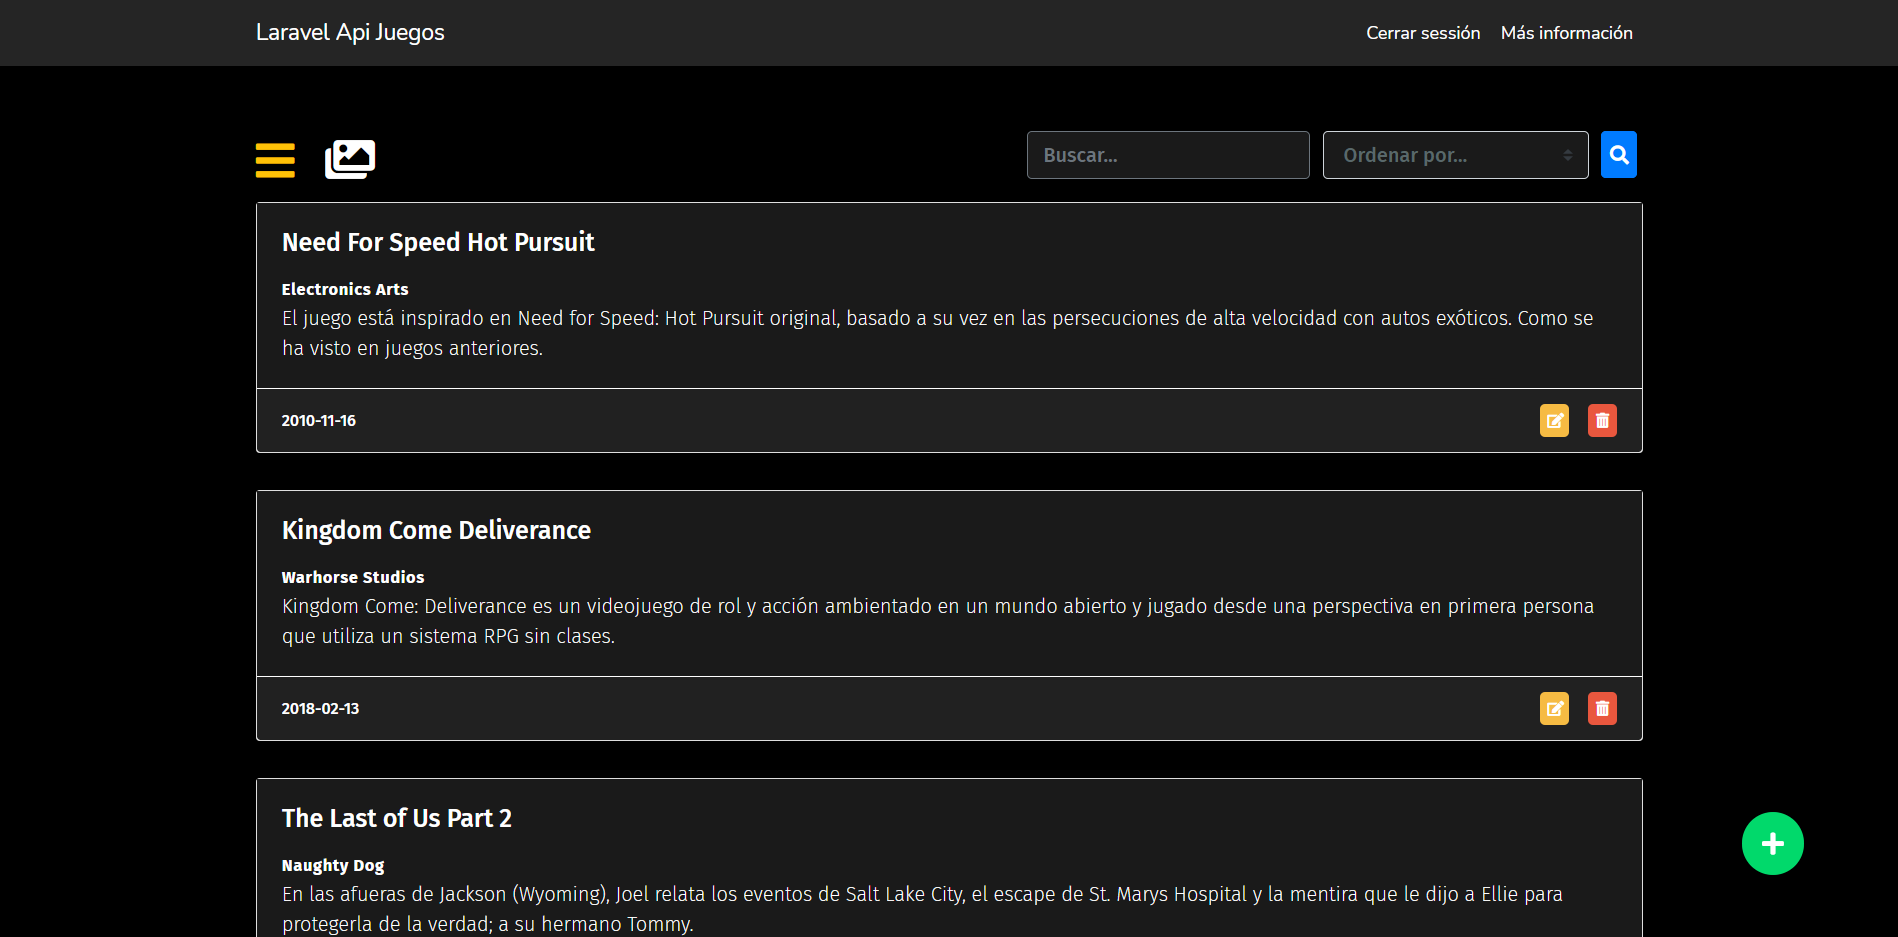 Laravel Api Juegos
Cerrar sessión
Más información
Buscar...
Ordenar por...
Need For Speed Hot Pursuit
Electronics Arts
El juego está inspirado en Need for Speed: Hot Pursuit original, basado a su vez en las persecuciones de alta velocidad con autos exóticos. Como se
ha visto en juegos anteriores.
2010-11-16
Kingdom Come Deliverance
Warhorse Studios
Kingdom Come: Deliverance es un videojuego de rol y acción ambientado en un mundo abierto y jugado desde una perspectiva en primera persona
que utiliza un sistema RPG sin clases.
2018-02-13
The Last of Us Part 2
Naughty Dog
En las afueras de Jackson (Wyoming), Joel relata los eventos de Salt Lake City, el escape de St. Marys Hospital y la mentira que le dijo a Ellie para
protegerla de la verdad; a su hermano Tommy.